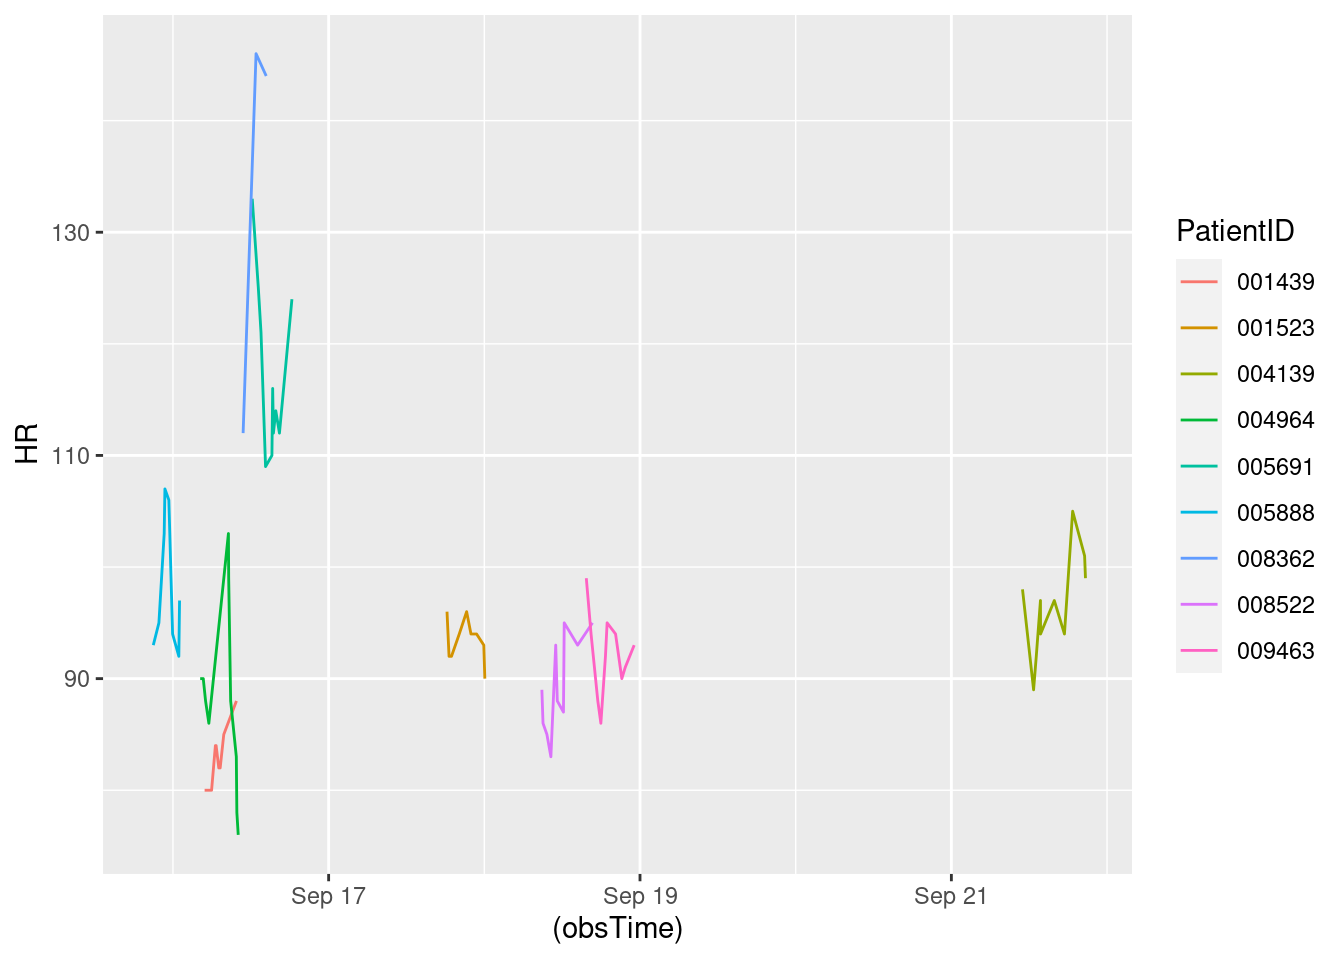 130
110
90
HR
Sep 17
Sep 19
Sep 21
(obsTime)
PatientID
001439
001523
004139
004964
005691
005888
008362
008522
009463